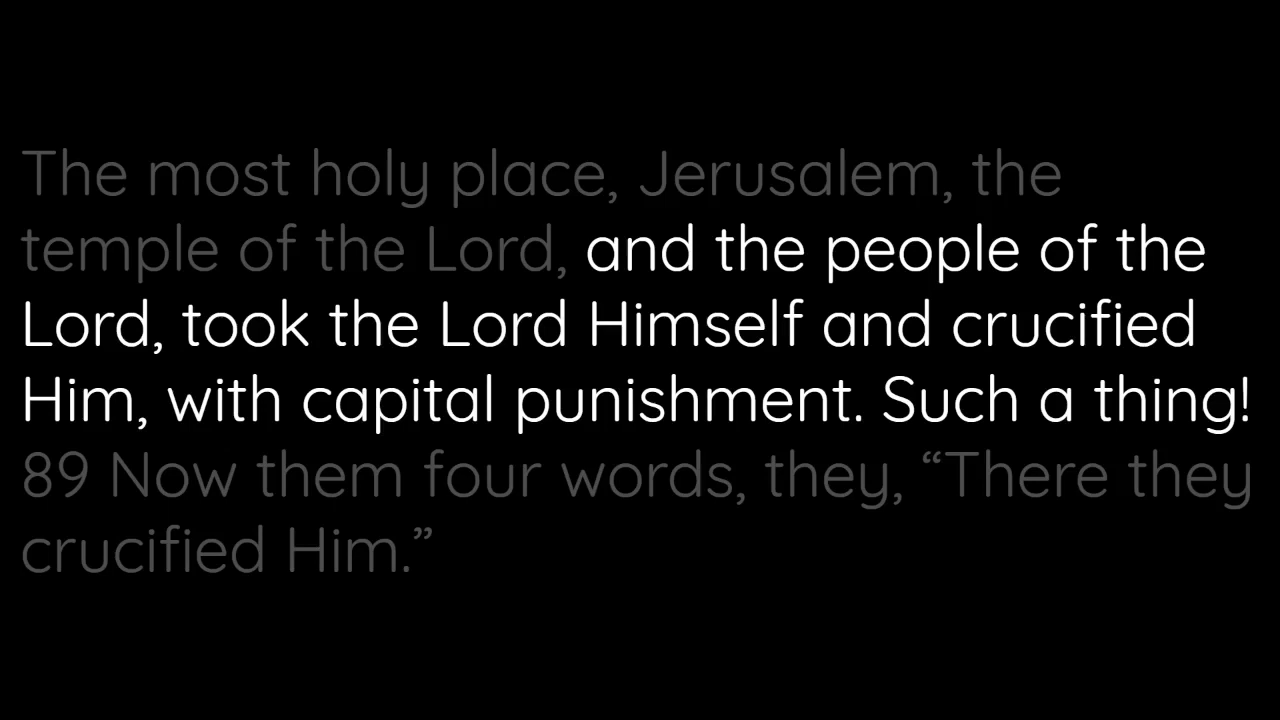 The most holy place, Jerusalem, the
temple of the Lord, and the people of the
Lord, took the Lord Himself and crucified
Him, with capital punishment. Such a thing!
89 Now them four words, they, “There they
crucified Him.”